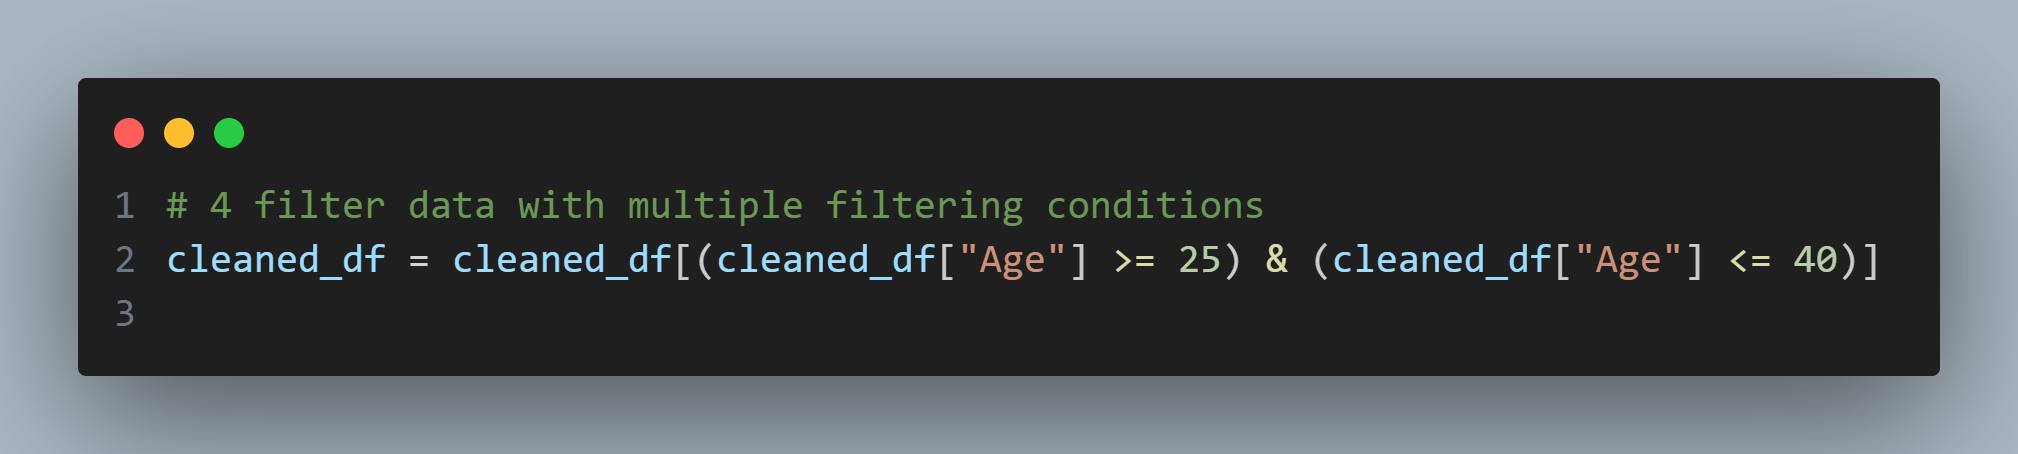 1 # 4 filter data with multiple filtering conditions
2 cleaned_df = cleaned_df[(cleaned_df["Age"] >= 25) & (cleaned_df["Age"] <= 40)]
3